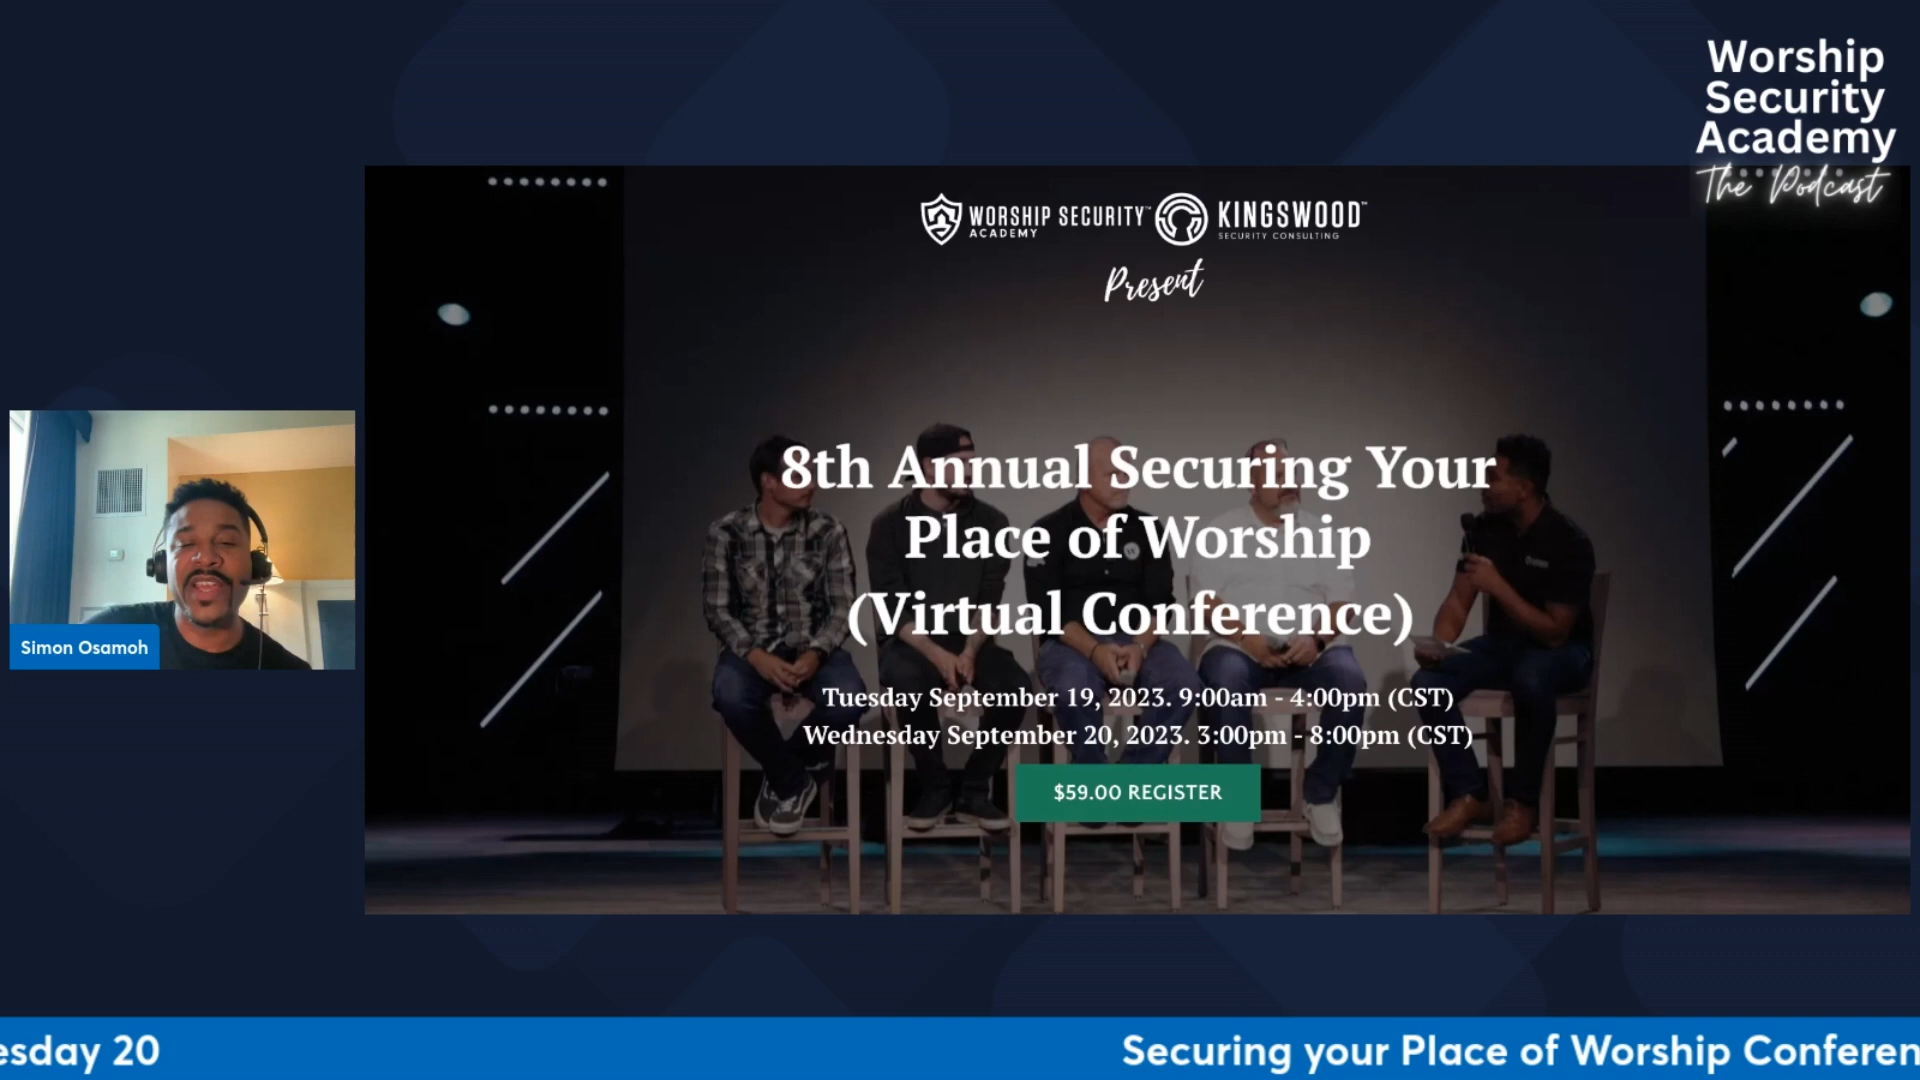 Worship
Security
Academy
The Podcast
WORSHIP SECURITY™
ACADEMY
KINGSWOOD™
SECURITY CONSULTING
Present
8th Annual Securing Your
Place of Worship
(Virtual Conference)
Tuesday September 19, 2023. 9:00am - 4:00pm (CST)
Wednesday September 20, 2023. 3:00pm - 8:00pm (CST)
$59.00 REGISTER
Simon Osamoh
esday 20
Securing your Place of Worship Conferen